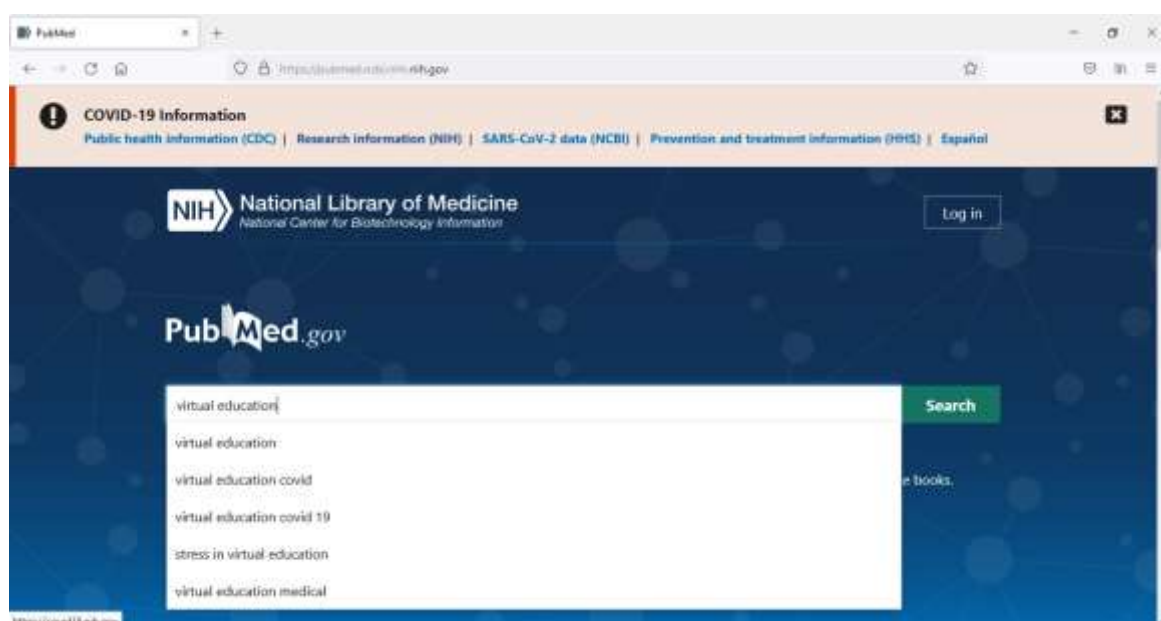 PubMed
nih.gov
COVID-19 Information
Public health information (CDC) | Research information (NIH) | SARS-CoV-2 data (NCBI) | Prevention and treatment information (HHS) | Español
NIH National Library of Medicine
National Center for Biotechnology Information
Log in
PubMed.gov
virtual education Search
virtual education
virtual education covid
e books.
virtual education covid 19
stress in virtual education
virtual education medical